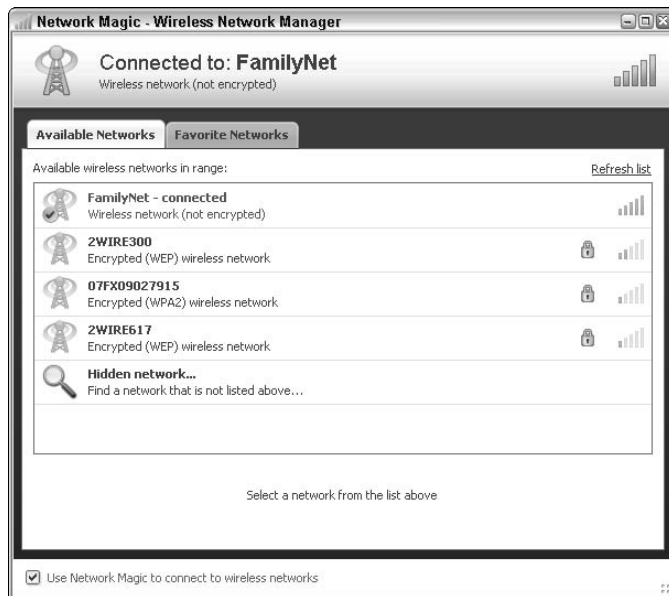 Network Magic - Wireless Network Manager
Connected to: FamilyNet
Wireless network (not encrypted)
Available Networks
Favorite Networks
Available wireless networks in range:
Refresh list
FamilyNet - connected
Wireless network (not encrypted)
2WIRE300
Encrypted (WEP) wireless network
07FX09027915
Encrypted (WPA2) wireless network
2WIRE617
Encrypted (WEP) wireless network
Hidden network...
Find a network that is not listed above...
Select a network from the list above
Use Network Magic to connect to wireless networks